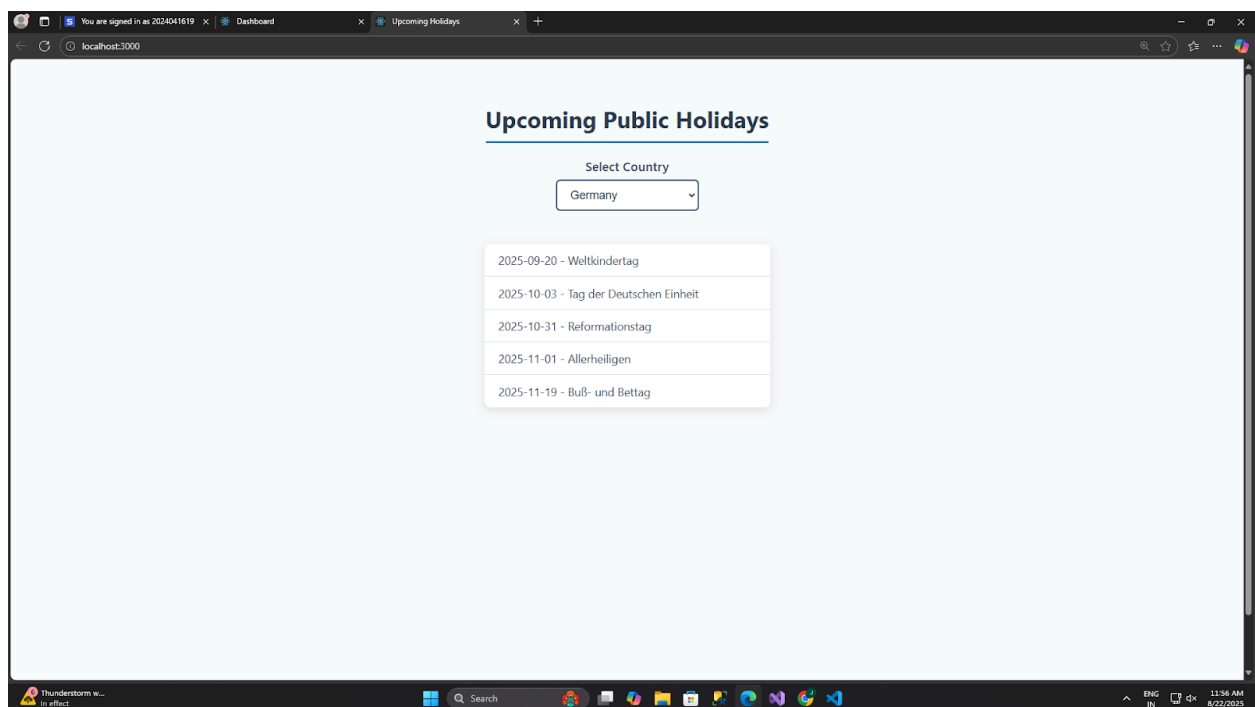 You are signed in as 2024041619
Dashboard
Upcoming Holidays
localhost:3000
Upcoming Public Holidays
Select Country
Germany
2025-09-20 - Weltkindertag
2025-10-03 - Tag der Deutschen Einheit
2025-10-31 - Reformationstag
2025-11-01 - Allerheiligen
2025-11-19 - Buß- und Bettag
6
Thunderstorm w...
In effect
Search
ENG
IN
11:56 AM
8/22/2025